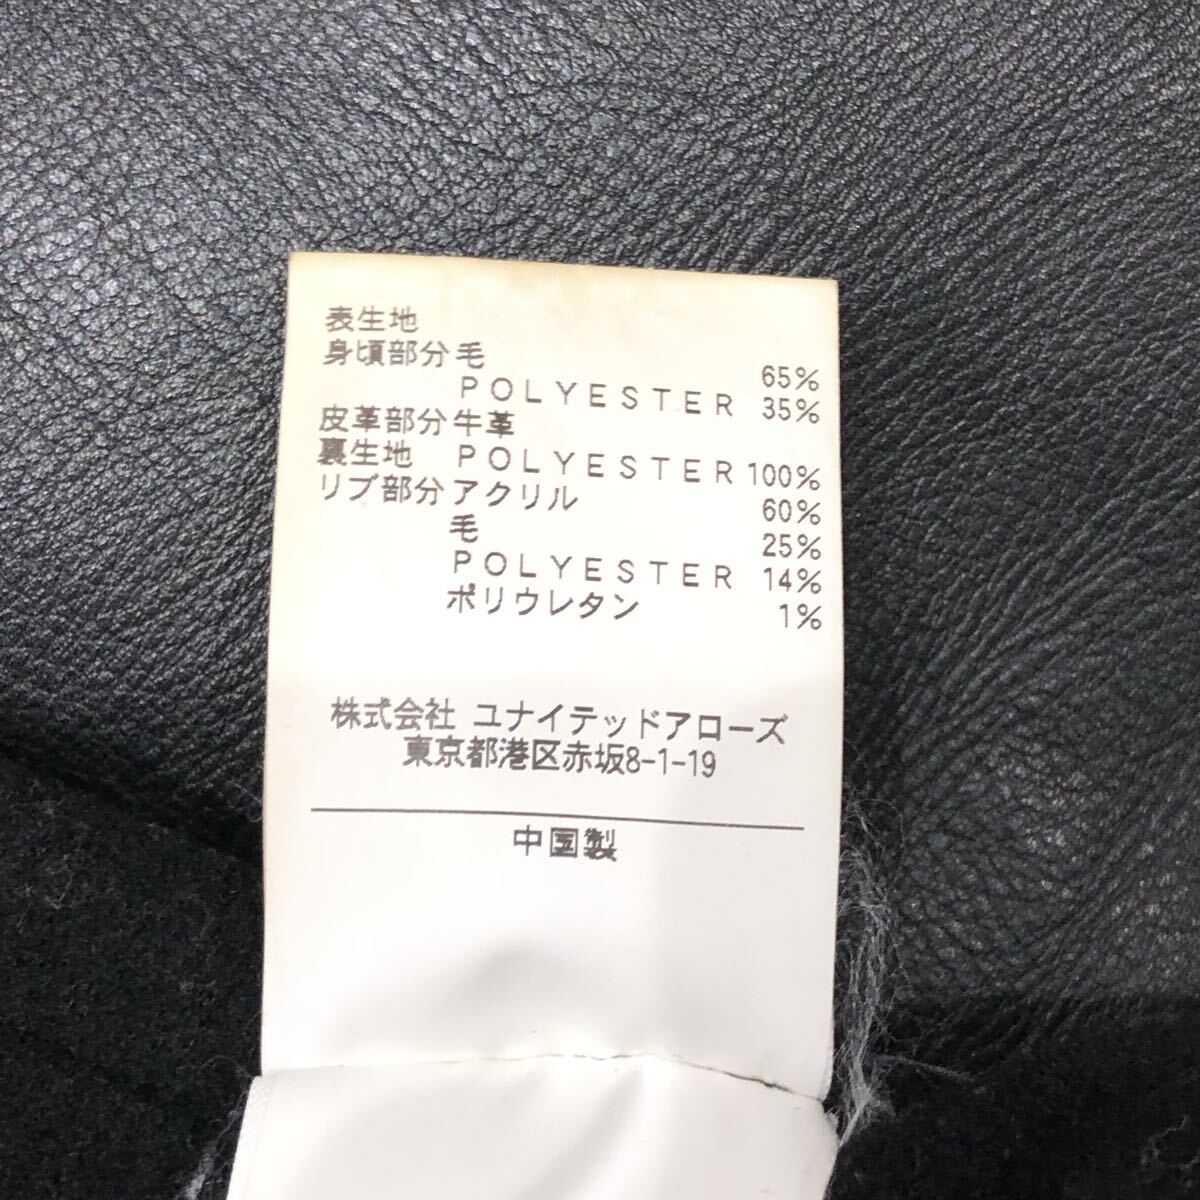 表生地
身頃部分 毛 65%
POLYESTER 35%
皮革部分 牛革
裏生地 POLYESTER 100%
リブ部分 アクリル 60%
毛 25%
POLYESTER 14%
ポリウレタン 1%
株式会社 ユナイテッドアローズ
東京都港区赤坂8-1-19
中国製